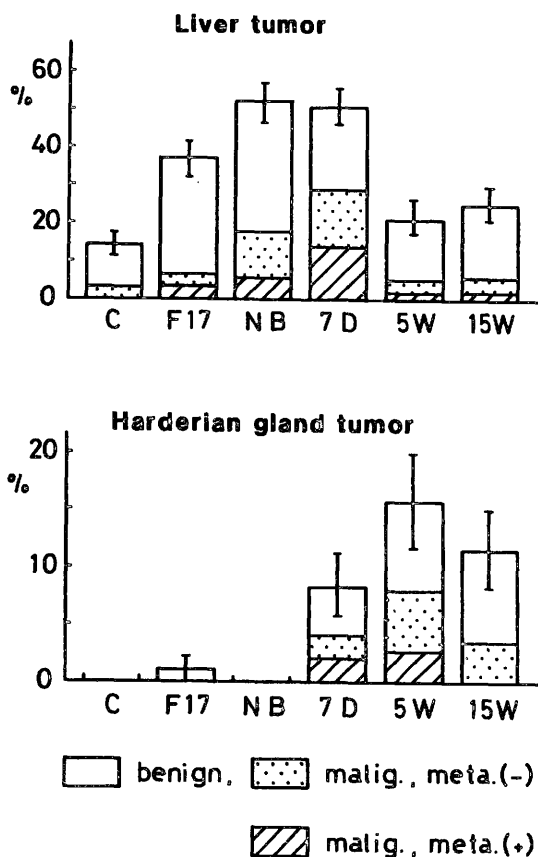 Liver tumor
%
60
40
20
0
C F17 NB 7D 5W 15W
Harderian gland tumor
%
20
10
0
C F17 NB 7D 5W 15W
benign, malig., meta.(-)
malig., meta.(+)